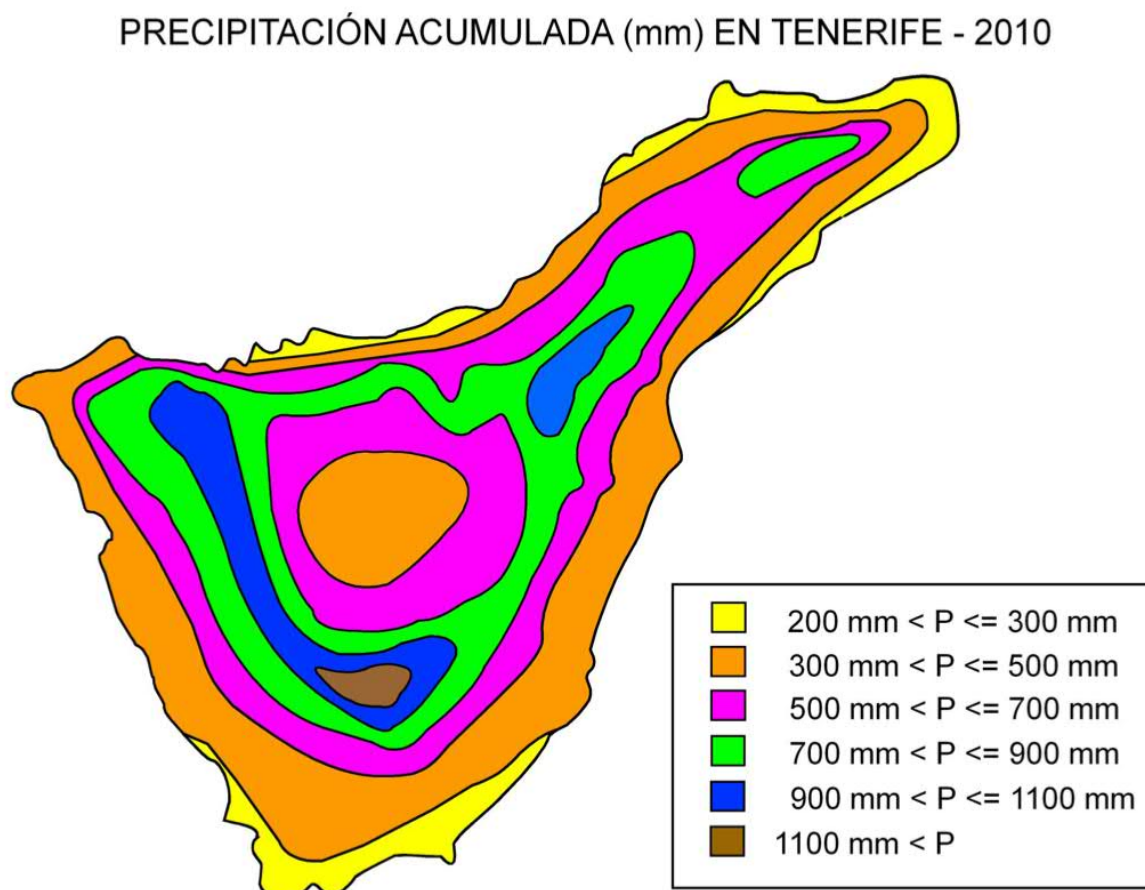 PRECIPITACIÓN ACUMULADA (mm) EN TENERIFE - 2010
200 mm < P <= 300 mm
300 mm < P <= 500 mm
500 mm < P <= 700 mm
700 mm < P <= 900 mm
900 mm < P <= 1100 mm
1100 mm < P